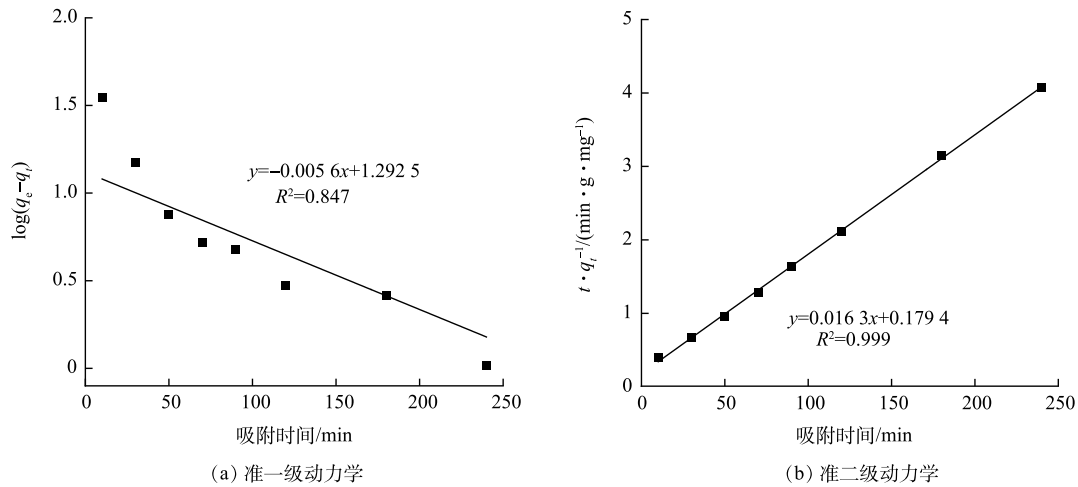 2.0
1.5
1.0
0.5
0
log(qₑ−qₜ)
y=−0.005 6x+1.292 5
R²=0.847
0 50 100 150 200 250
吸附时间/min
(a) 准一级动力学
5
4
3
2
1
0
t·qₜ⁻¹/(min·g·mg⁻¹)
y=0.016 3x+0.179 4
R²=0.999
0 50 100 150 200 250
吸附时间/min
(b) 准二级动力学